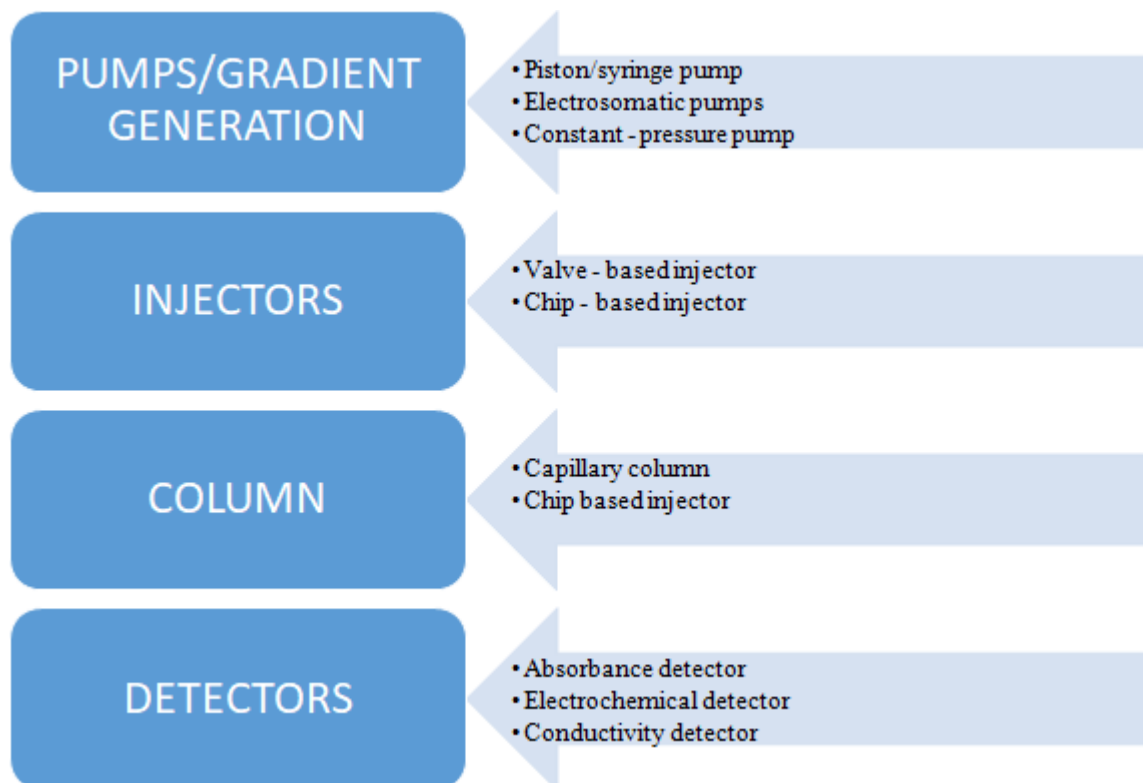 PUMPS/GRADIENT
GENERATION
• Piston/syringe pump
• Electrosomatic pumps
• Constant - pressure pump
INJECTORS
• Valve - based injector
• Chip - based injector
COLUMN
• Capillary column
• Chip based injector
DETECTORS
• Absorbance detector
• Electrochemical detector
• Conductivity detector